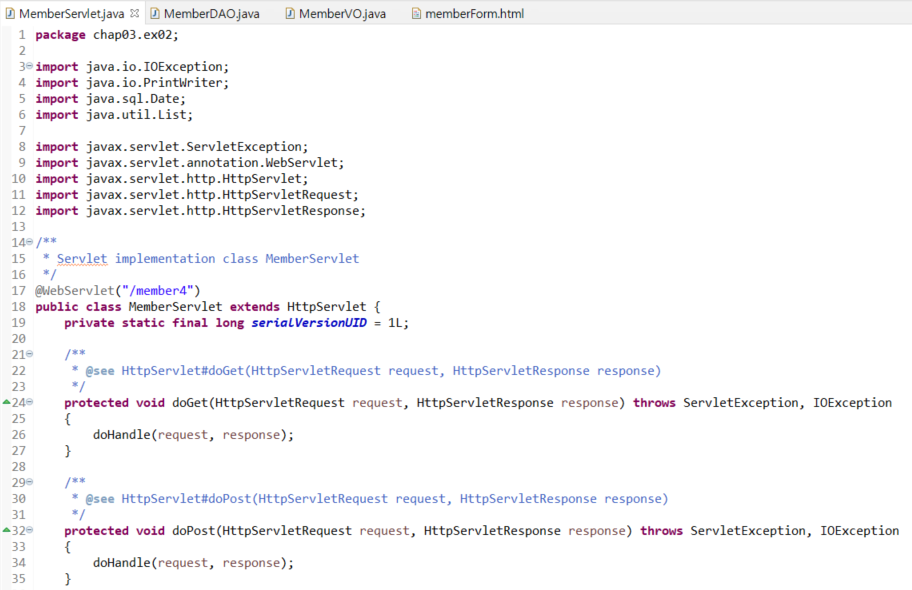 MemberServlet.java MemberDAO.java MemberVO.java memberForm.html
1 package chap03.ex02;
2
3 import java.io.IOException;
4 import java.io.PrintWriter;
5 import java.sql.Date;
6 import java.util.List;
7
8 import javax.servlet.ServletException;
9 import javax.servlet.annotation.WebServlet;
10 import javax.servlet.http.HttpServlet;
11 import javax.servlet.http.HttpServletRequest;
12 import javax.servlet.http.HttpServletResponse;
13
14 /**
15  * Servlet implementation class MemberServlet
16  */
17 @WebServlet("/member4")
18 public class MemberServlet extends HttpServlet {
19     private static final long serialVersionUID = 1L;
20
21     /**
22      * @see HttpServlet#doGet(HttpServletRequest request, HttpServletResponse response)
23      */
24     protected void doGet(HttpServletRequest request, HttpServletResponse response) throws ServletException, IOException
25     {
26         doHandle(request, response);
27     }
28
29     /**
30      * @see HttpServlet#doPost(HttpServletRequest request, HttpServletResponse response)
31      */
32     protected void doPost(HttpServletRequest request, HttpServletResponse response) throws ServletException, IOException
33     {
34         doHandle(request, response);
35     }